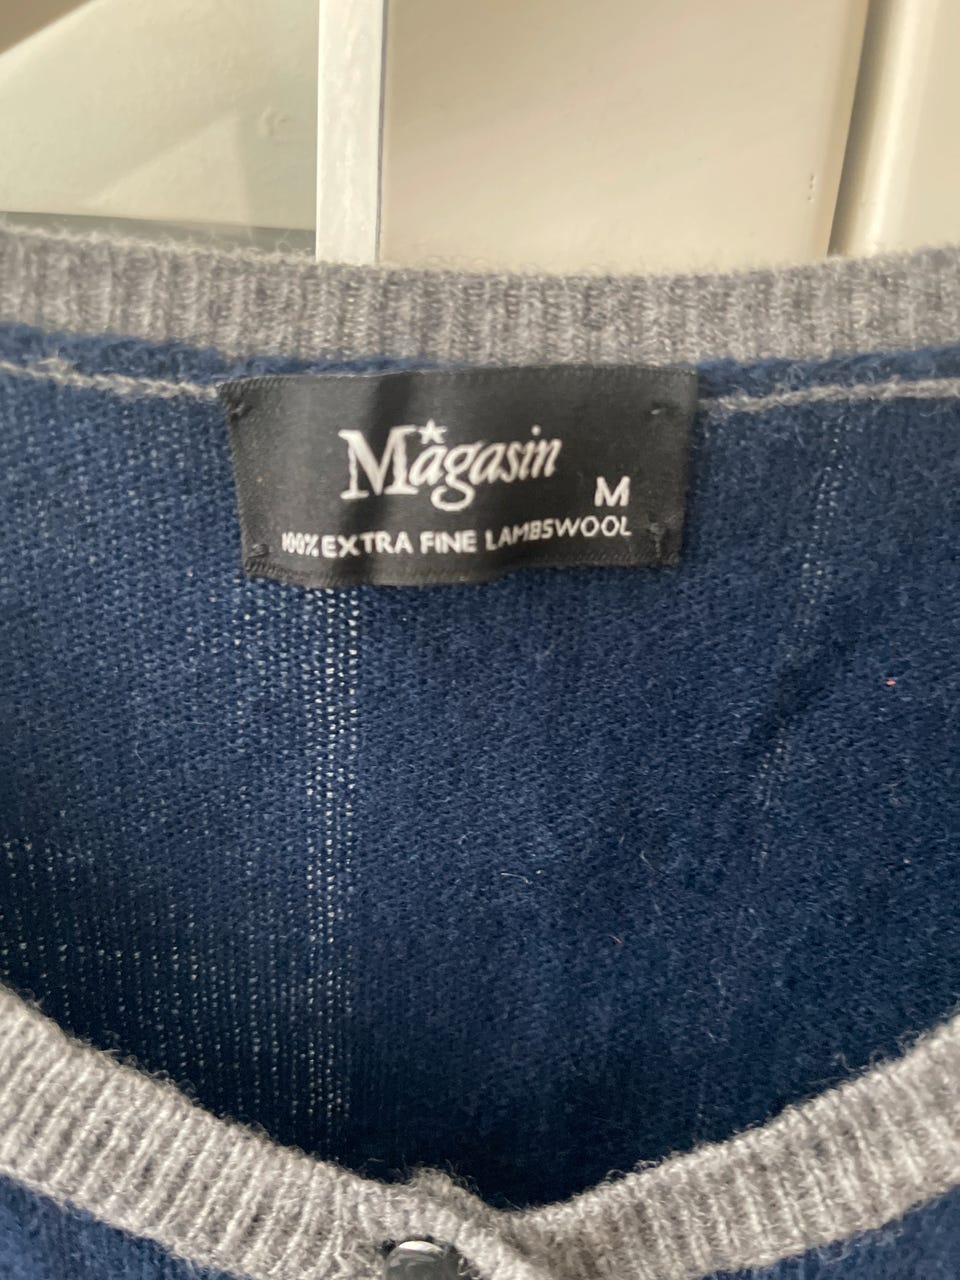 Magasin
M
100% EXTRA FINE LAMBSWOOL